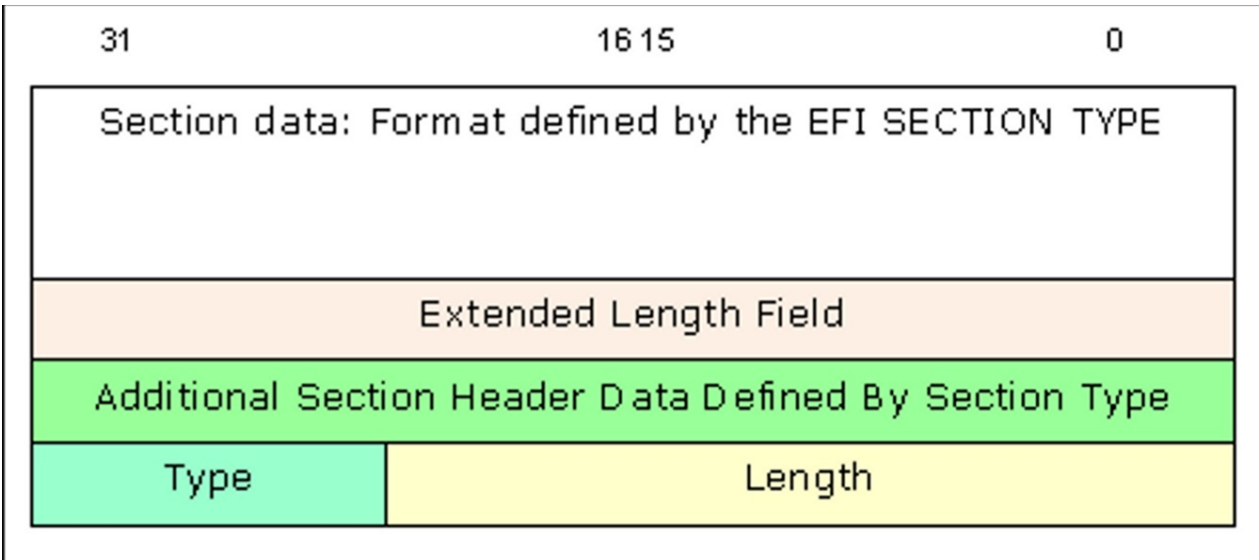 31 16 15 0
Section data: Format defined by the EFI SECTION TYPE
Extended Length Field
Additional Section Header Data Defined By Section Type
Type Length